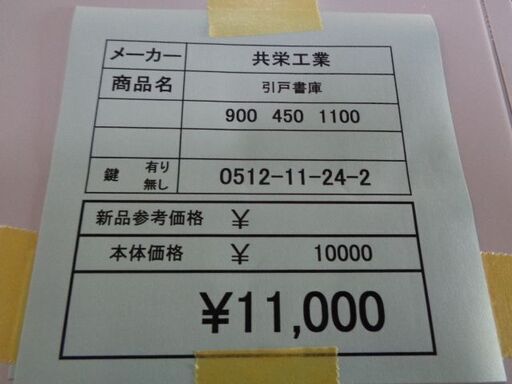 メーカー 共栄工業
商品名 引戸書庫
900 450 1100
鍵 有り 無し 0512-11-24-2
新品参考価格 ¥
本体価格 ¥ 10000
¥11,000